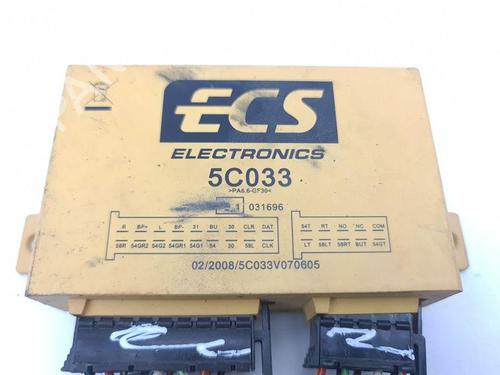 ECS
ELECTRONICS
5C033
>PA6.6-GF30<
1 031696
R BP+ L BP- 31 BU 30 CLR DAT
58R 54GR2 54G2 54GR1 54G1 54 30 58L CLK
54T RT NO NC COM
LT 58LT 58RT BUT 54GT
02/2008/5C033V070605